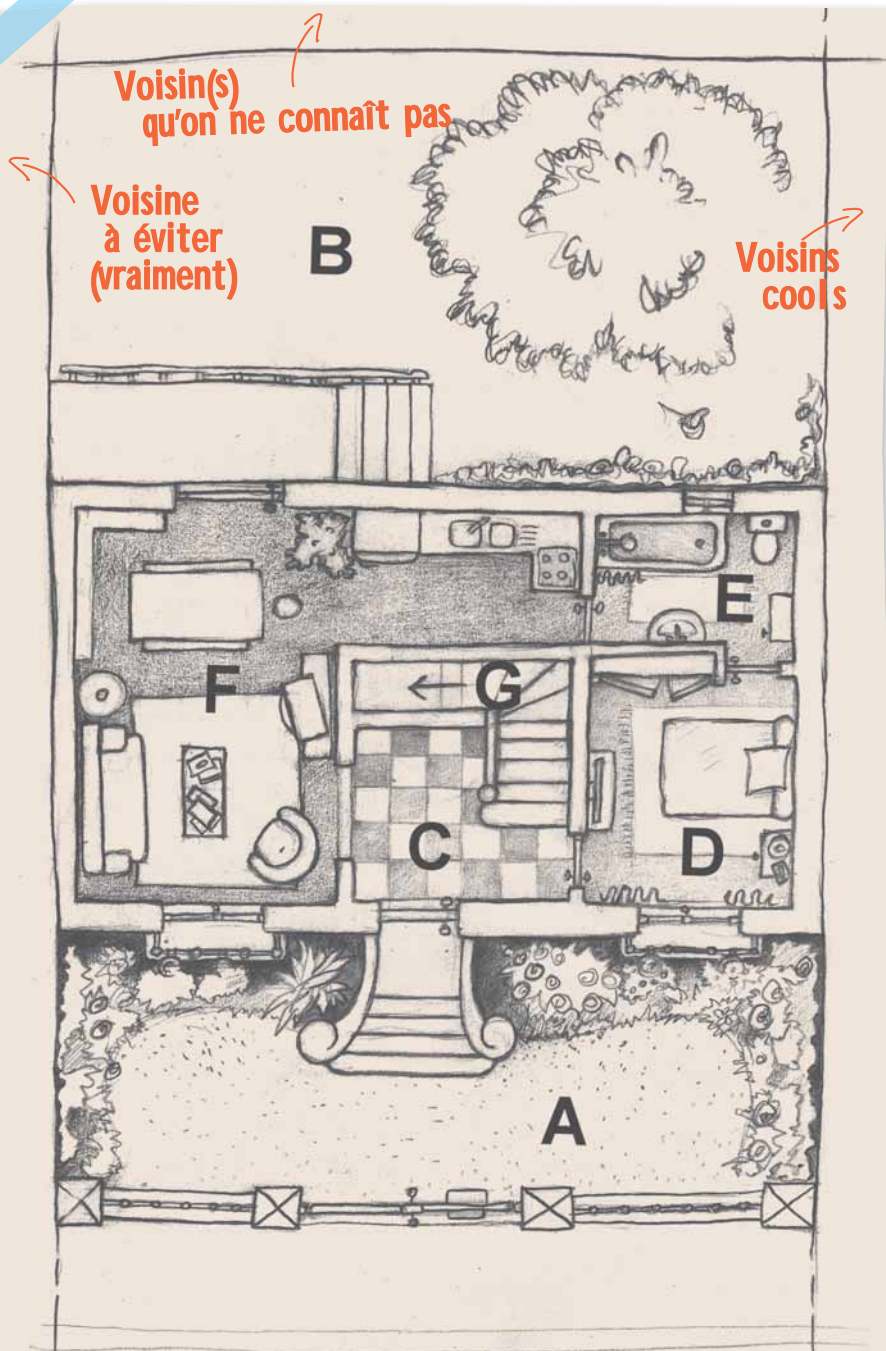 Voisin(s)
qu'on ne connaît pas
Voisine
à éviter
(vraiment)
B
Voisins
cools
E
F
G
C
D
A